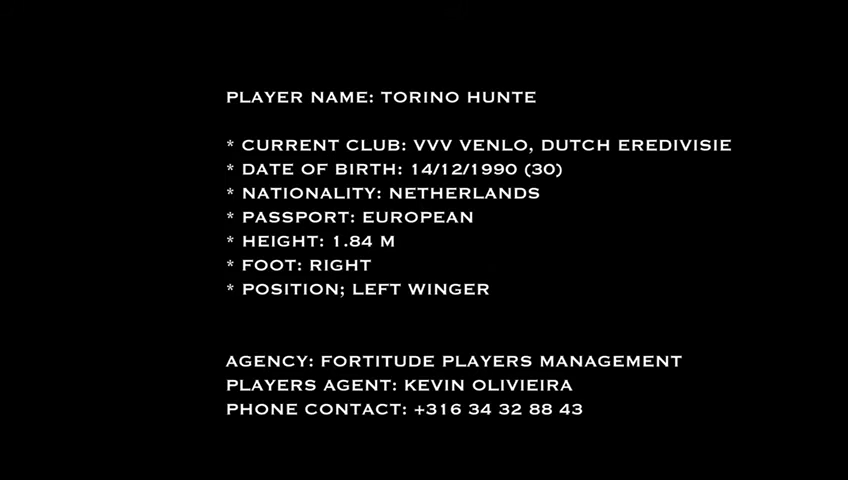 PLAYER NAME: TORINO HUNTE
* CURRENT CLUB: VVV VENLO, DUTCH EREDIVISIE
* DATE OF BIRTH: 14/12/1990 (30)
* NATIONALITY: NETHERLANDS
* PASSPORT: EUROPEAN
* HEIGHT: 1.84 M
* FOOT: RIGHT
* POSITION; LEFT WINGER
AGENCY: FORTITUDE PLAYERS MANAGEMENT
PLAYERS AGENT: KEVIN OLIVIEIRA
PHONE CONTACT: +316 34 32 88 43